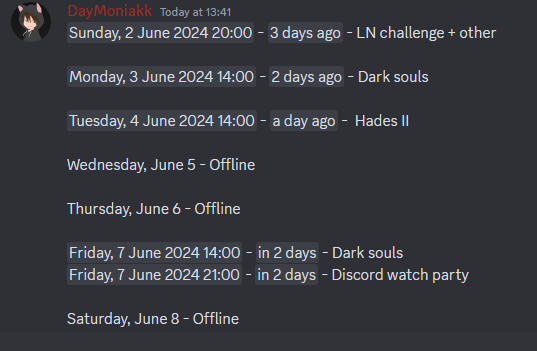 DayMoniakk Today at 13:41
Sunday, 2 June 2024 20:00 - 3 days ago - LN challenge + other
Monday, 3 June 2024 14:00 - 2 days ago - Dark souls
Tuesday, 4 June 2024 14:00 - a day ago - Hades II
Wednesday, June 5 - Offline
Thursday, June 6 - Offline
Friday, 7 June 2024 14:00 - in 2 days - Dark souls
Friday, 7 June 2024 21:00 - in 2 days - Discord watch party
Saturday, June 8 - Offline